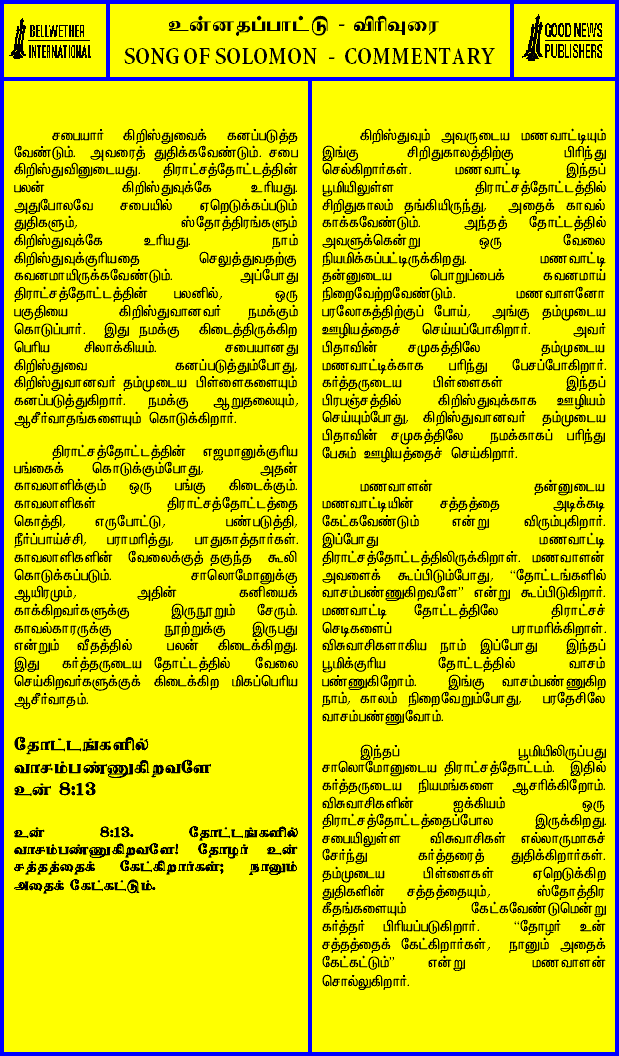 BELLWETHER
INTERNATIONAL
உன்னதப்பாட்டு - விரிவுரை
SONG OF SOLOMON - COMMENTARY
GOOD NEWS
PUBLISHERS
சபையார் கிறிஸ்துவைக் கனப்படுத்த
வேண்டும். அவரைத் துதிக்கவேண்டும். சபை
கிறிஸ்துவினுடையது. திராட்சத்தோட்டத்தின்
பலன் கிறிஸ்துவுக்கே உரியது.
அதுபோலவே சபையில் ஏறெடுக்கப்படும்
துதிகளும், ஸ்தோத்திரங்களும்
கிறிஸ்துவுக்கே உரியது. நாம்
கிறிஸ்துவுக்குரியதை செலுத்துவதற்கு
கவனமாயிருக்கவேண்டும். அப்போது
திராட்சத்தோட்டத்தின் பலனில், ஒரு
பகுதியை கிறிஸ்துவானவர் நமக்கும்
கொடுப்பார். இது நமக்கு கிடைத்திருக்கிற
பெரிய சிலாக்கியம். சபையானது
கிறிஸ்துவை கனப்படுத்தும்போது,
கிறிஸ்துவானவர் தம்முடைய பிள்ளைகளையும்
கனப்படுத்துகிறார். நமக்கு ஆறுதலையும்,
ஆசீர்வாதங்களையும் கொடுக்கிறார்.
திராட்சத்தோட்டத்தின் எஜமானுக்குரிய
பங்கைக் கொடுக்கும்போது, அதன்
காவலாளிக்கும் ஒரு பங்கு கிடைக்கும்.
காவலாளிகள் திராட்சத்தோட்டத்தை
கொத்தி, எருபோட்டு, பண்படுத்தி,
நீர்ப்பாய்ச்சி, பராமரித்து, பாதுகாத்தார்கள்.
காவலாளிகளின் வேலைக்குத் தகுந்த கூலி
கொடுக்கப்படும். சாலொமோனுக்கு
ஆயிரமும், அதின் கனியைக்
காக்கிறவர்களுக்கு இருநூறும் சேரும்.
காவல்காரருக்கு நூற்றுக்கு இருபது
என்றும் வீதத்தில் பலன் கிடைக்கிறது.
இது கர்த்தருடைய தோட்டத்தில் வேலை
செய்கிறவர்களுக்குக் கிடைக்கிற மிகப்பெரிய
ஆசீர்வாதம்.
தோட்டங்களில்
வாசம்பண்ணுகிறவளே
உன் 8:13
உன் 8:13. தோட்டங்களில்
வாசம்பண்ணுகிறவளே! தோழர் உன்
சத்தத்தைக் கேட்கிறார்கள்; நானும்
அதைக் கேட்கட்டும்.
கிறிஸ்துவும் அவருடைய மணவாட்டியும்
இங்கு சிறிதுகாலத்திற்கு பிரிந்து
செல்கிறார்கள். மணவாட்டி இந்தப்
பூமியிலுள்ள திராட்சத்தோட்டத்தில்
சிறிதுகாலம் தங்கியிருந்து, அதைக் காவல்
காக்கவேண்டும். அந்தத் தோட்டத்தில்
அவளுக்கென்று ஒரு வேலை
நியமிக்கப்பட்டிருக்கிறது. மணவாட்டி
தன்னுடைய பொறுப்பைக் கவனமாய்
நிறைவேற்றவேண்டும். மணவாளனோ
பரலோகத்திற்குப் போய், அங்கு தம்முடைய
ஊழியத்தைச் செய்யப்போகிறார். அவர்
பிதாவின் சமுகத்திலே தம்முடைய
மணவாட்டிக்காக பரிந்து பேசப்போகிறார்.
கர்த்தருடைய பிள்ளைகள் இந்தப்
பிரபஞ்சத்தில் கிறிஸ்துவுக்காக ஊழியம்
செய்யும்போது, கிறிஸ்துவானவர் தம்முடைய
பிதாவின் சமுகத்திலே நமக்காகப் பரிந்து
பேசும் ஊழியத்தைச் செய்கிறார்.
மணவாளன் தன்னுடைய
மணவாட்டியின் சத்தத்தை அடிக்கடி
கேட்கவேண்டும் என்று விரும்புகிறார்.
இப்போது மணவாட்டி
திராட்சத்தோட்டத்திலிருக்கிறாள். மணவாளன்
அவளைக் கூப்பிடும்போது, “தோட்டங்களில்
வாசம்பண்ணுகிறவளே” என்று கூப்பிடுகிறார்.
மணவாட்டி தோட்டத்திலே திராட்சச்
செடிகளைப் பராமரிக்கிறாள்.
விசுவாசிகளாகிய நாம் இப்போது இந்தப்
பூமிக்குரிய தோட்டத்தில் வாசம்
பண்ணுகிறோம். இங்கு வாசம்பண்ணுகிற
நாம், காலம் நிறைவேறும்போது, பரதேசிலே
வாசம்பண்ணுவோம்.
இந்தப் பூமியிலிருப்பது
சாலொமோனுடைய திராட்சத்தோட்டம். இதில்
கர்த்தருடைய நியமங்களை ஆசரிக்கிறோம்.
விசுவாசிகளின் ஐக்கியம் ஒரு
திராட்சத்தோட்டத்தைப்போல இருக்கிறது.
சபையிலுள்ள விசுவாசிகள் எல்லாருமாகச்
சேர்ந்து கர்த்தரைத் துதிக்கிறார்கள்.
தம்முடைய பிள்ளைகள் ஏறெடுக்கிற
துதிகளின் சத்தத்தையும், ஸ்தோத்திர
கீதங்களையும் கேட்கவேண்டுமென்று
கர்த்தர் பிரியப்படுகிறார். “தோழர் உன்
சத்தத்தைக் கேட்கிறார்கள், நானும் அதைக்
கேட்கட்டும்” என்று மணவாளன்
சொல்லுகிறார்.